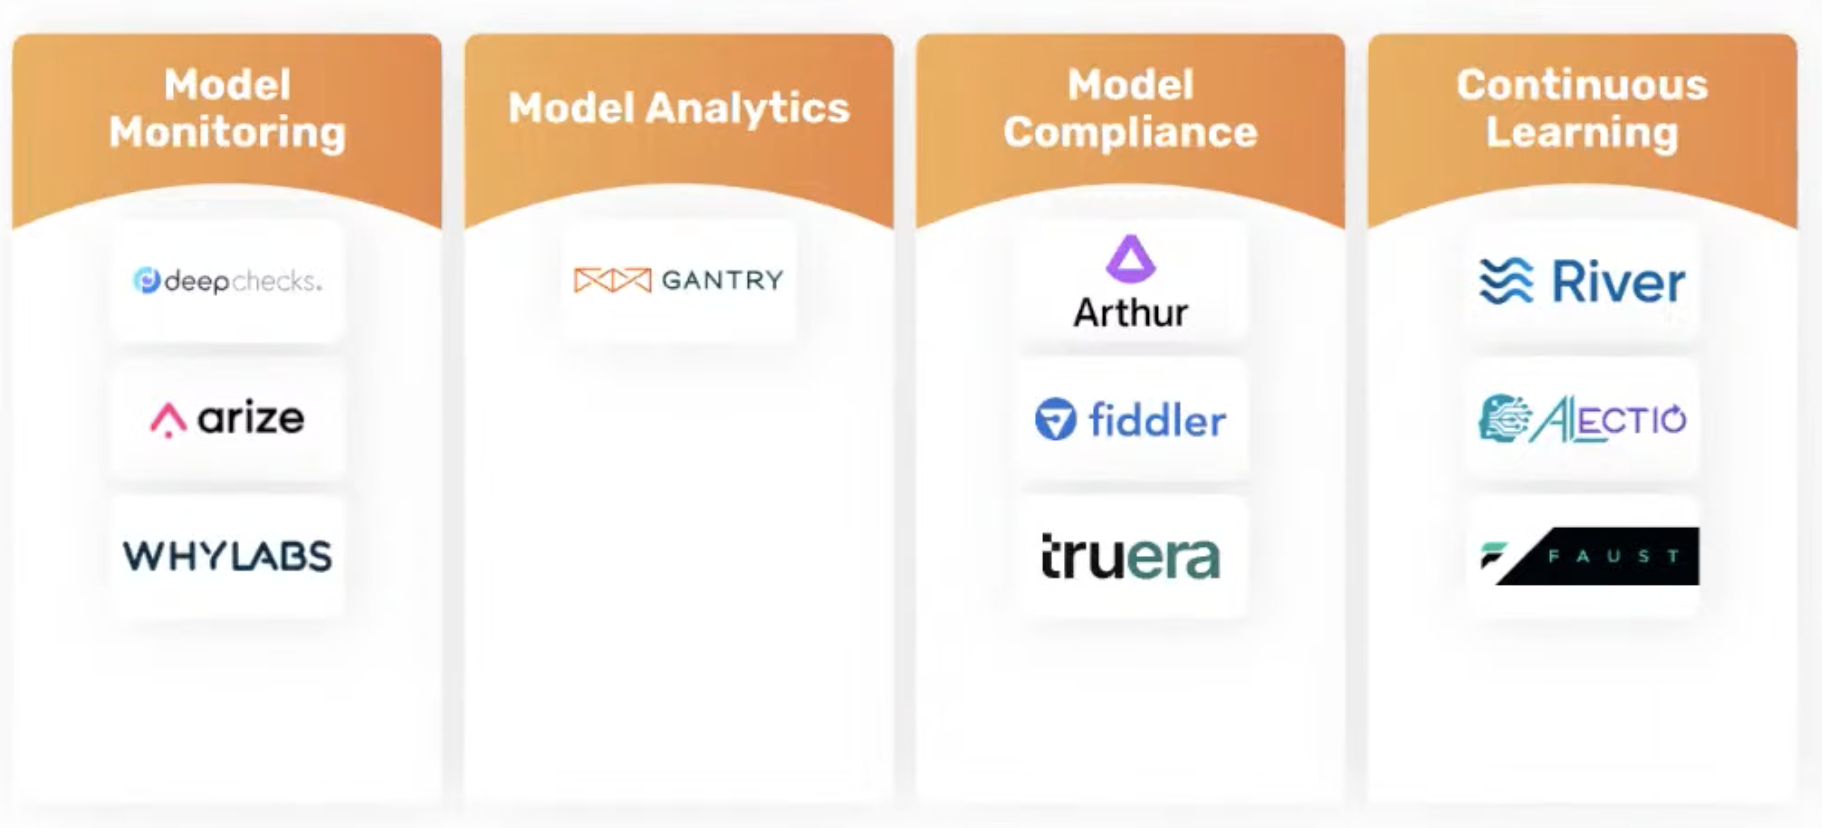 Model
Monitoring
deepchecks.
arize
WHYLABS
Model Analytics
GANTRY
Model
Compliance
Arthur
fiddler
truera
Continuous
Learning
River
ALECTIO
FAUST